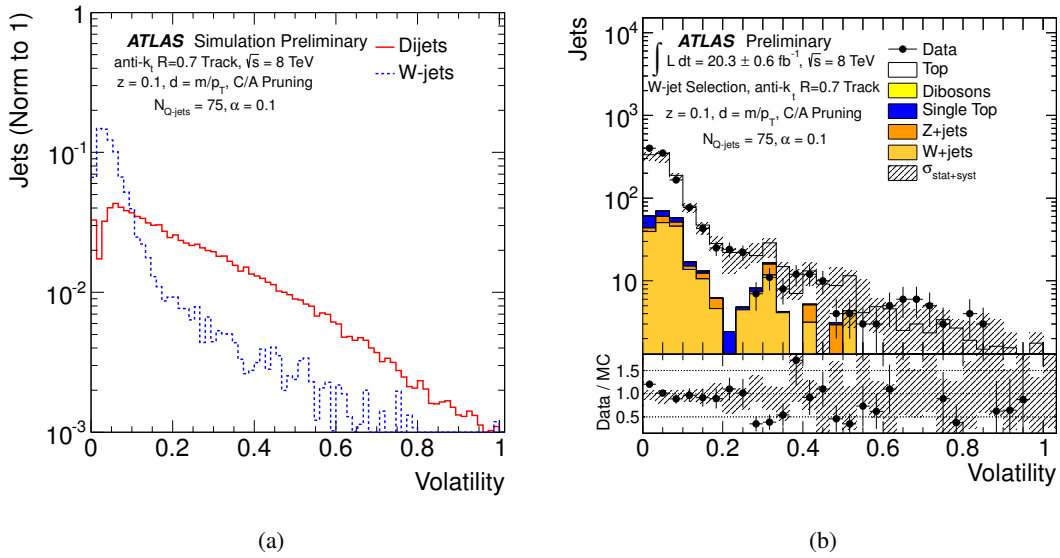 Jets (Norm to 1)
1
10⁻¹
10⁻²
10⁻³
ATLAS Simulation Preliminary
anti-kₜ R=0.7 Track, √s = 8 TeV
z = 0.1, d = m/p_T, C/A Pruning
N_Q-jets = 75, α = 0.1
Dijets
W-jets
0 0.2 0.4 0.6 0.8 1
Volatility
(a)
Jets
10⁴
10³
10²
10
ATLAS Preliminary
∫ L dt = 20.3 ± 0.6 fb⁻¹, √s = 8 TeV
W-jet Selection, anti-kₜ R=0.7 Track
z = 0.1, d = m/p_T, C/A Pruning
N_Q-jets = 75, α = 0.1
Data
Top
Dibosons
Single Top
Z+jets
W+jets
σ_stat+syst
Data / MC
1.5
1.0
0.5
0 0.2 0.4 0.6 0.8 1
Volatility
(b)